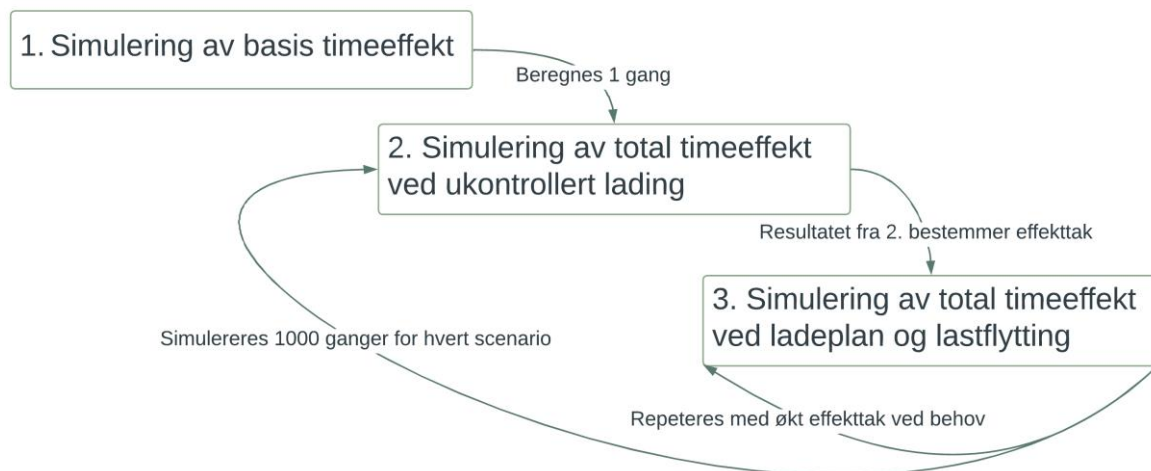 1. Simulering av basis timeeffekt
Beregnes 1 gang
2. Simulering av total timeeffekt
ved ukontrollert lading
Resultatet fra 2. bestemmer effekttak
3. Simulering av total timeeffekt
ved ladeplan og lastflytting
Simulereres 1000 ganger for hvert scenario
Repeteres med økt effekttak ved behov